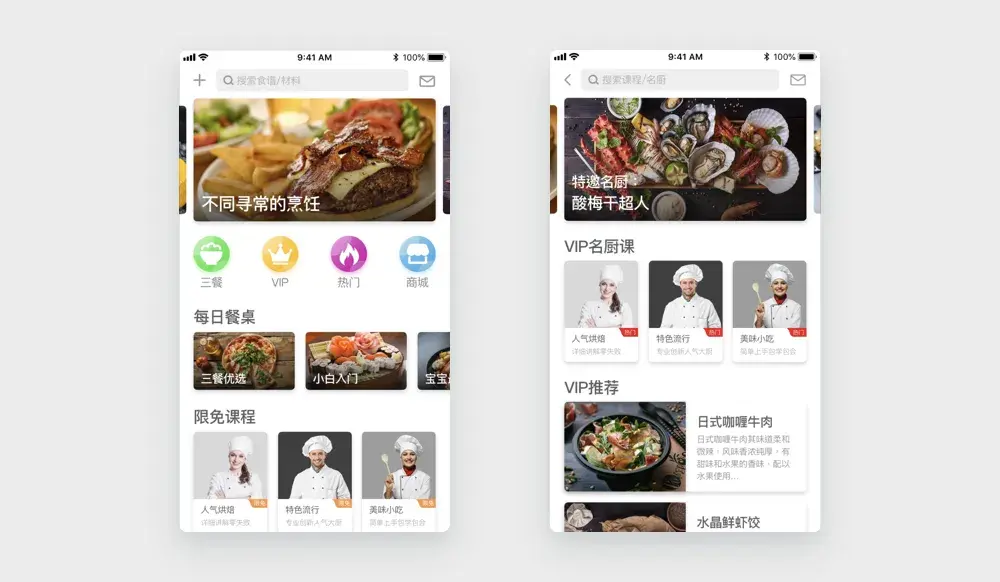 9:41 AM
100%
搜索食谱/材料
不同寻常的烹饪
三餐
VIP
热门
商城
每日餐桌
三餐优选
小白入门
宝宝
限免课程
限免
限免
限免
人气烘焙
特色流行
美味小吃
详细讲解零失败
专业创新人气大厨
简单上手包学包会
9:41 AM
100%
搜索课程/名厨
特邀名厨：
酸梅干超人
VIP名厨课
热门
热门
热门
人气烘焙
特色流行
美味小吃
详细讲解零失败
专业创新人气大厨
简单上手包学包会
VIP推荐
日式咖喱牛肉
日式咖喱牛肉其味道柔和
微辣、风味香浓纯厚、有
甜味和水果的香味、配以
水果使用...
水晶鲜虾饺